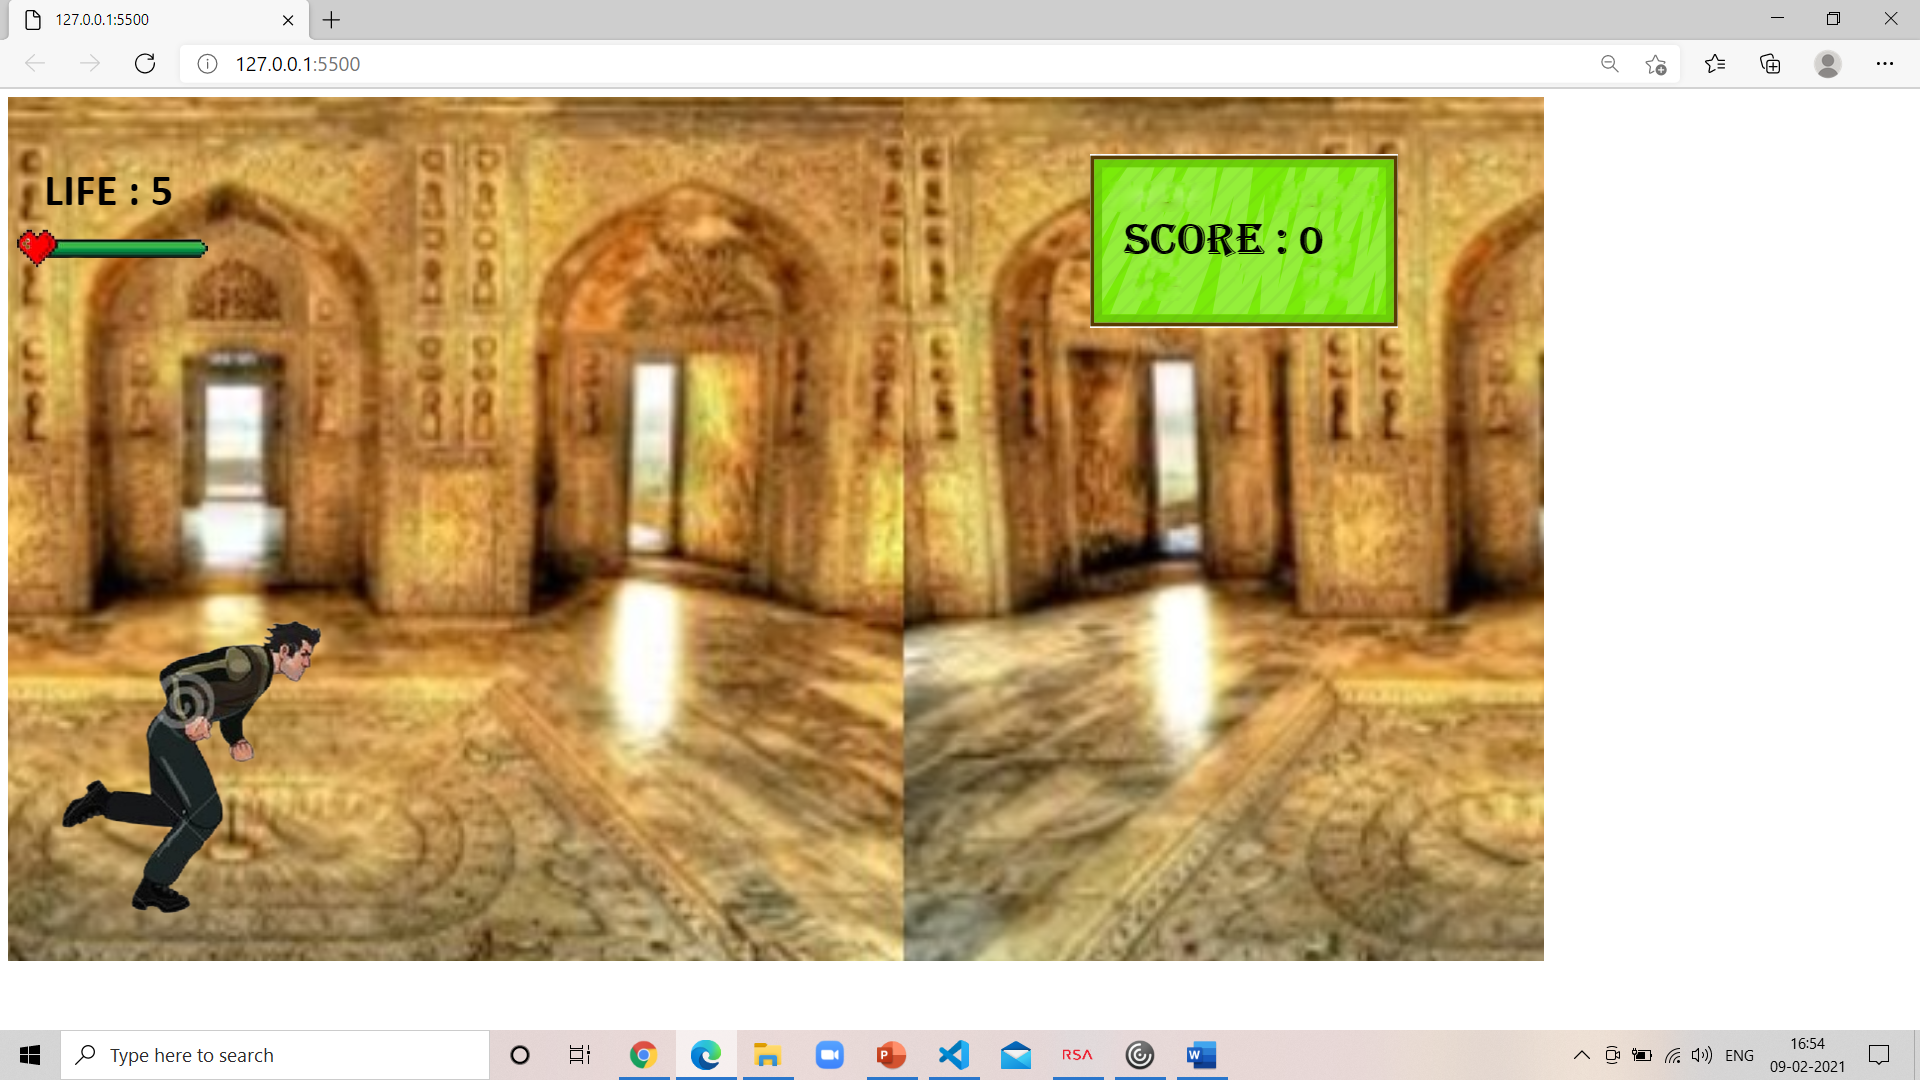 127.0.0.1:5500
127.0.0.1:5500
LIFE : 5
SCORE : 0
Type here to search
RSA
ENG
16:54
09-02-2021